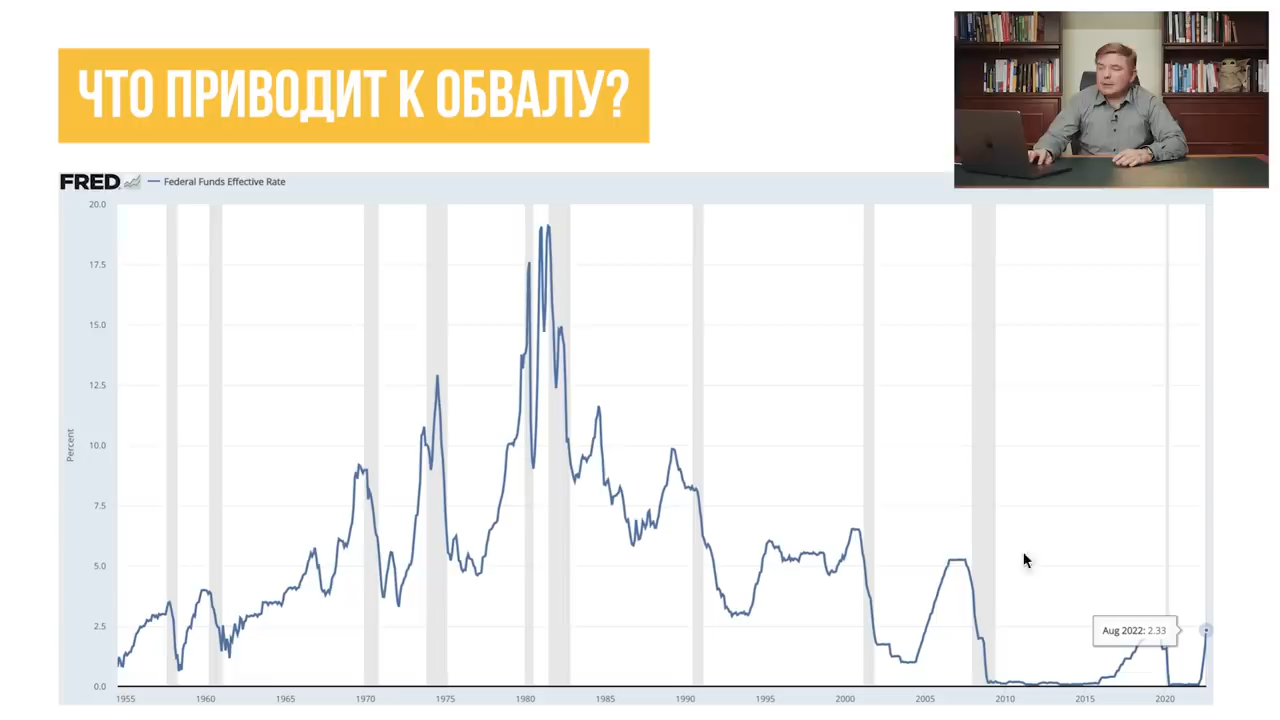 ЧТО ПРИВОДИТ К ОБВАЛУ?
FRED
Federal Funds Effective Rate
20.0
17.5
15.0
12.5
10.0
7.5
5.0
2.5
0.0
Percent
Aug 2022: 2.33
1955 1960 1965 1970 1975 1980 1985 1990 1995 2000 2005 2010 2015 2020